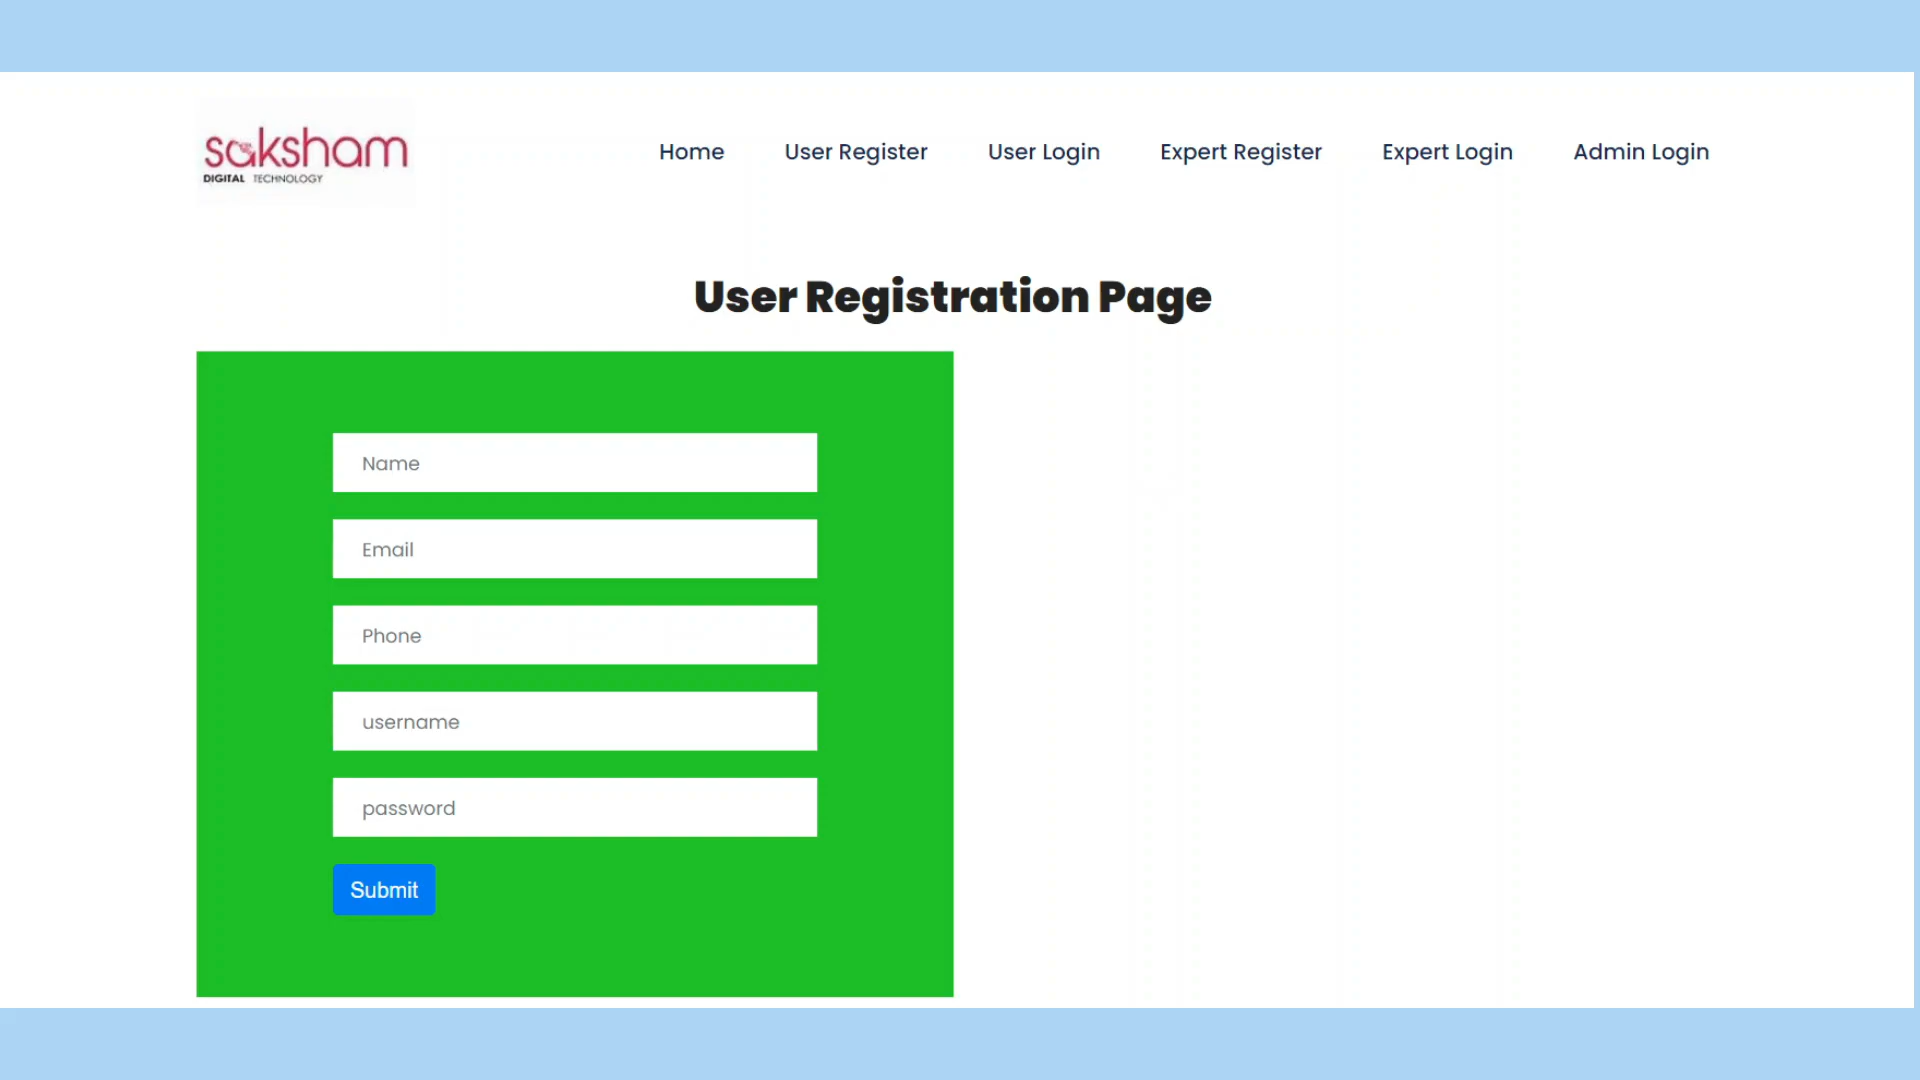 saksham
DIGITAL TECHNOLOGY
Home User Register User Login Expert Register Expert Login Admin Login
User Registration Page
Name
Email
Phone
username
password
Submit